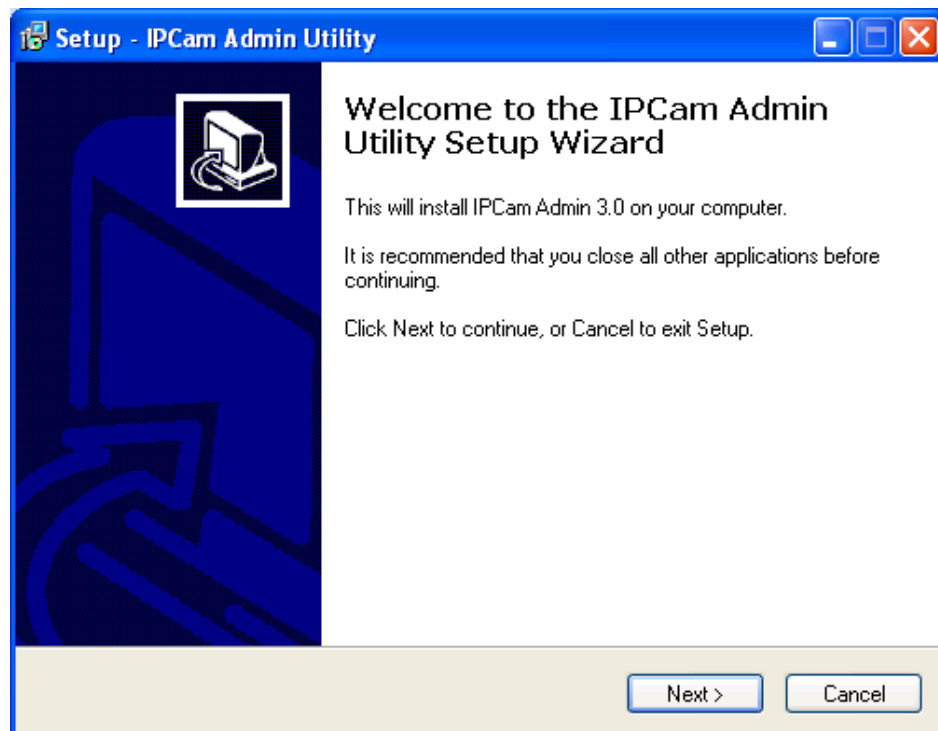 Setup - IPCam Admin Utility
Welcome to the IPCam Admin
Utility Setup Wizard
This will install IPCam Admin 3.0 on your computer.
It is recommended that you close all other applications before
continuing.
Click Next to continue, or Cancel to exit Setup.
Next >
Cancel